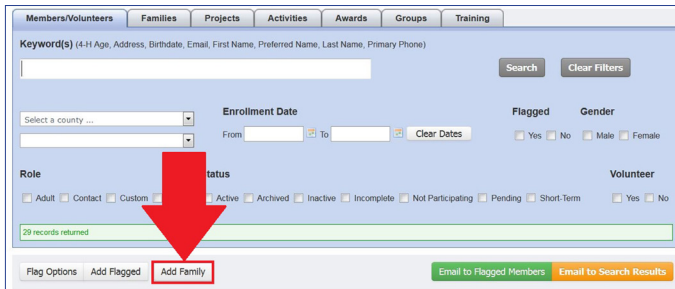 Members/Volunteers Families Projects Activities Awards Groups Training
Keyword(s) (4-H Age, Address, Birthdate, Email, First Name, Preferred Name, Last Name, Primary Phone)
Search Clear Filters
Enrollment Date Flagged Gender
Select a county ...
From To Clear Dates Yes No Male Female
Role tatus Volunteer
Adult Contact Custom Active Archived Inactive Incomplete Not Participating Pending Short-Term Yes No
29 records returned
Flag Options Add Flagged Add Family Email to Flagged Members Email to Search Results